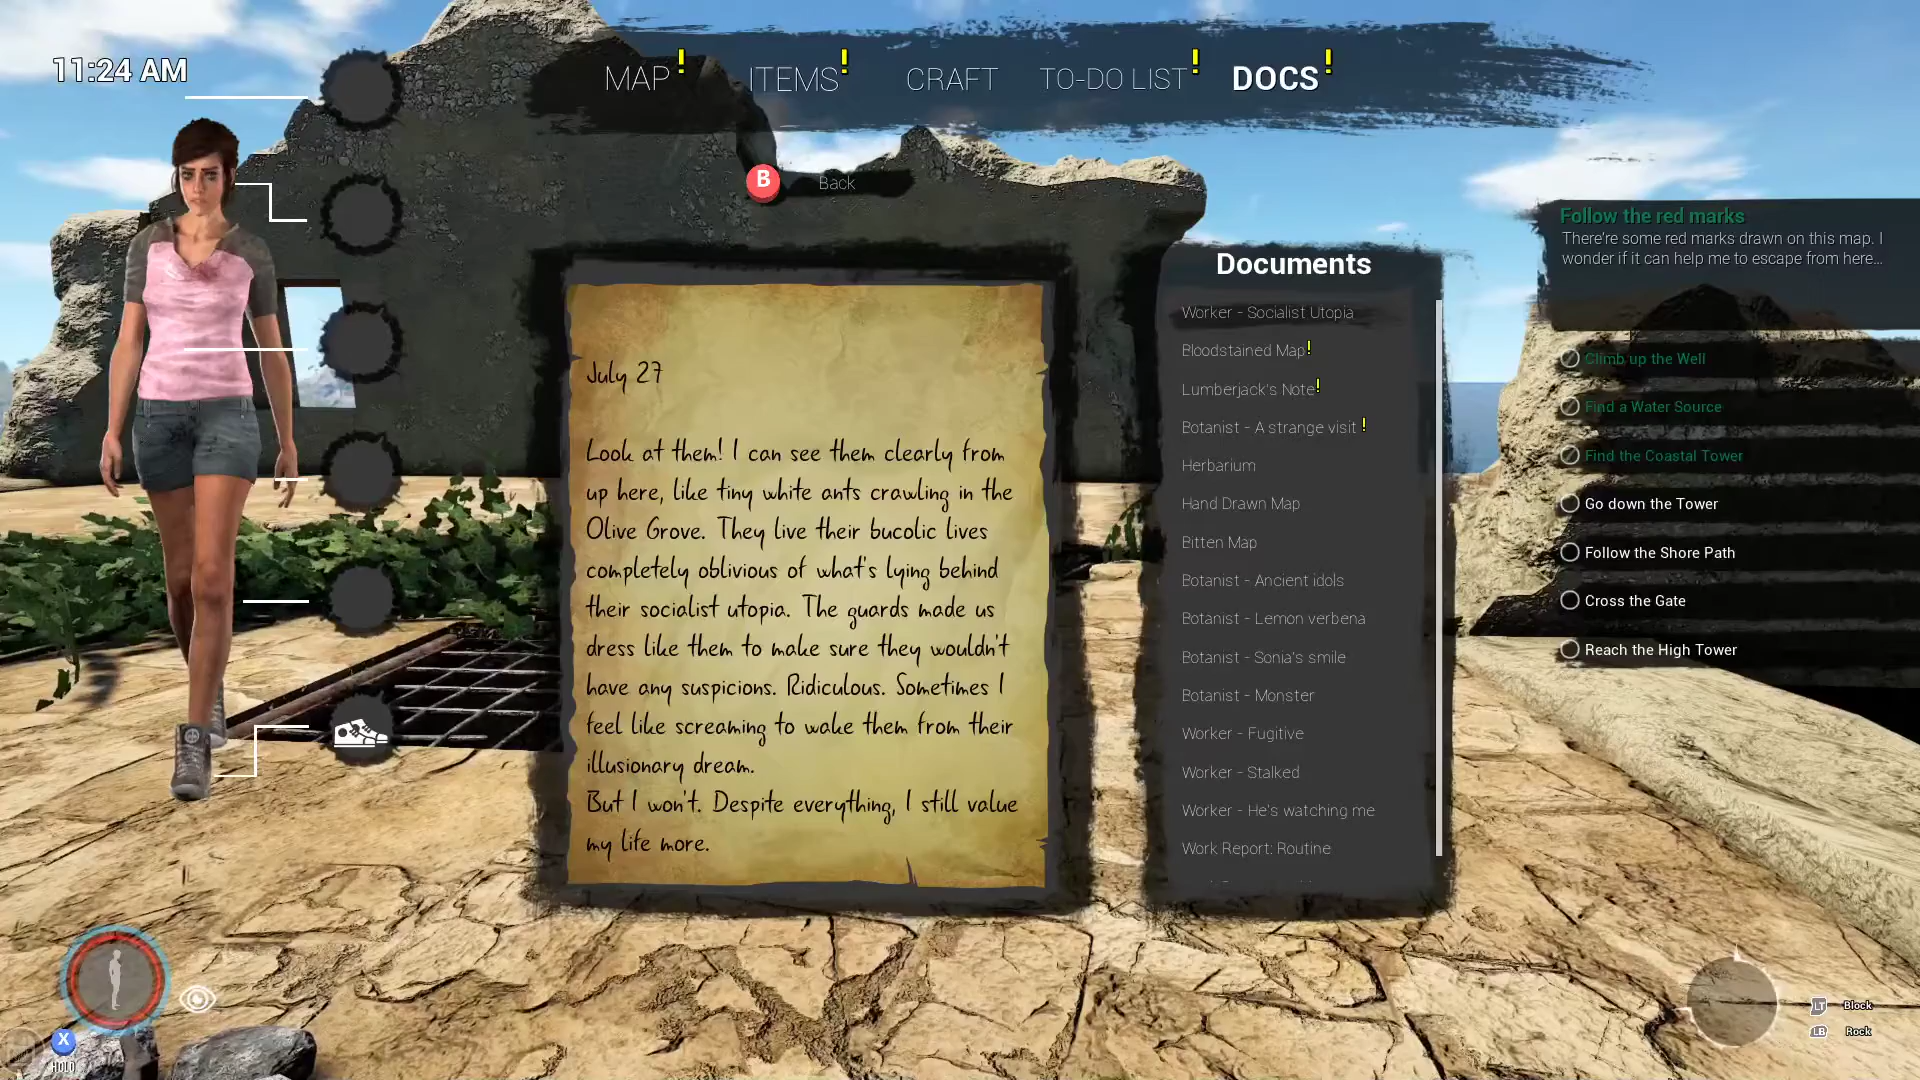 11:24 AM
MAP!
ITEMS!
CRAFT
TO-DO LIST!
DOCS!
B Back
July 27
Look at them! I can see them clearly from
up here, like tiny white ants crawling in the
Olive Grove. They live their bucolic lives
completely oblivious of what's lying behind
their socialist utopia. The guards made us
dress like them to make sure they wouldn't
have any suspicions. Ridiculous. Sometimes I
feel like screaming to wake them from their
illusionary dream.
But I won't. Despite everything, I still value
my life more.
Documents
Worker - Socialist Utopia
Bloodstained Map!
Lumberjack's Note!
Botanist - A strange visit !
Herbarium
Hand Drawn Map
Bitten Map
Botanist - Ancient idols
Botanist - Lemon verbena
Botanist - Sonia's smile
Botanist - Monster
Worker - Fugitive
Worker - Stalked
Worker - He's watching me
Work Report: Routine
Follow the red marks
There're some red marks drawn on this map. I
wonder if it can help me to escape from here...
Climb up the Well
Find a Water Source
Find the Coastal Tower
Go down the Tower
Follow the Shore Path
Cross the Gate
Reach the High Tower
X
HOLD
LT Block
LB Rock